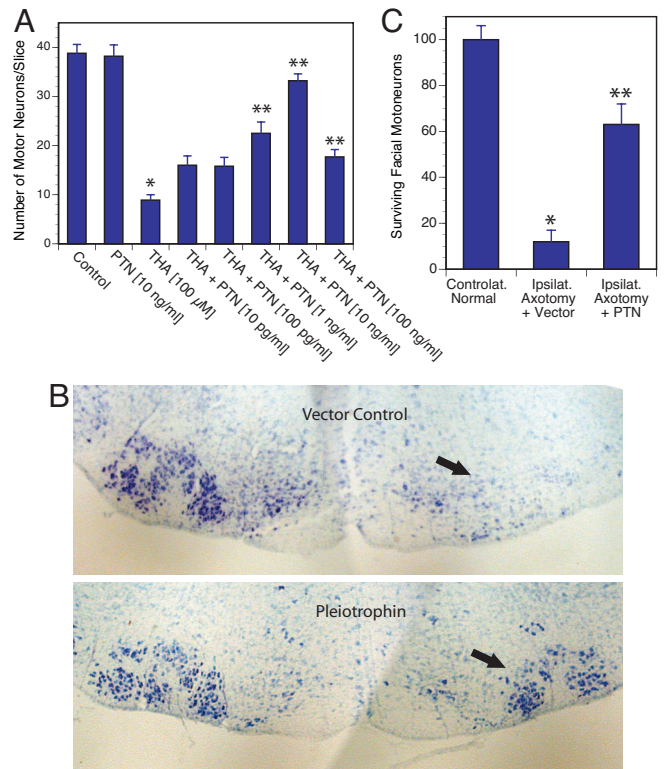 A
Number of Motor Neurons/Slice
40
30
20
10
0
*
**
**
**
Control
PTN [10 ng/ml]
THA [100 µM]
THA + PTN [10 pg/ml]
THA + PTN [100 pg/ml]
THA + PTN [1 ng/ml]
THA + PTN [10 ng/ml]
THA + PTN [100 ng/ml]
C
Surviving Facial Motoneurons
100
80
60
40
20
0
*
**
Controlat.
Normal
Ipsilat.
Axotomy
+ Vector
Ipsilat.
Axotomy
+ PTN
B
Vector Control
Pleiotrophin